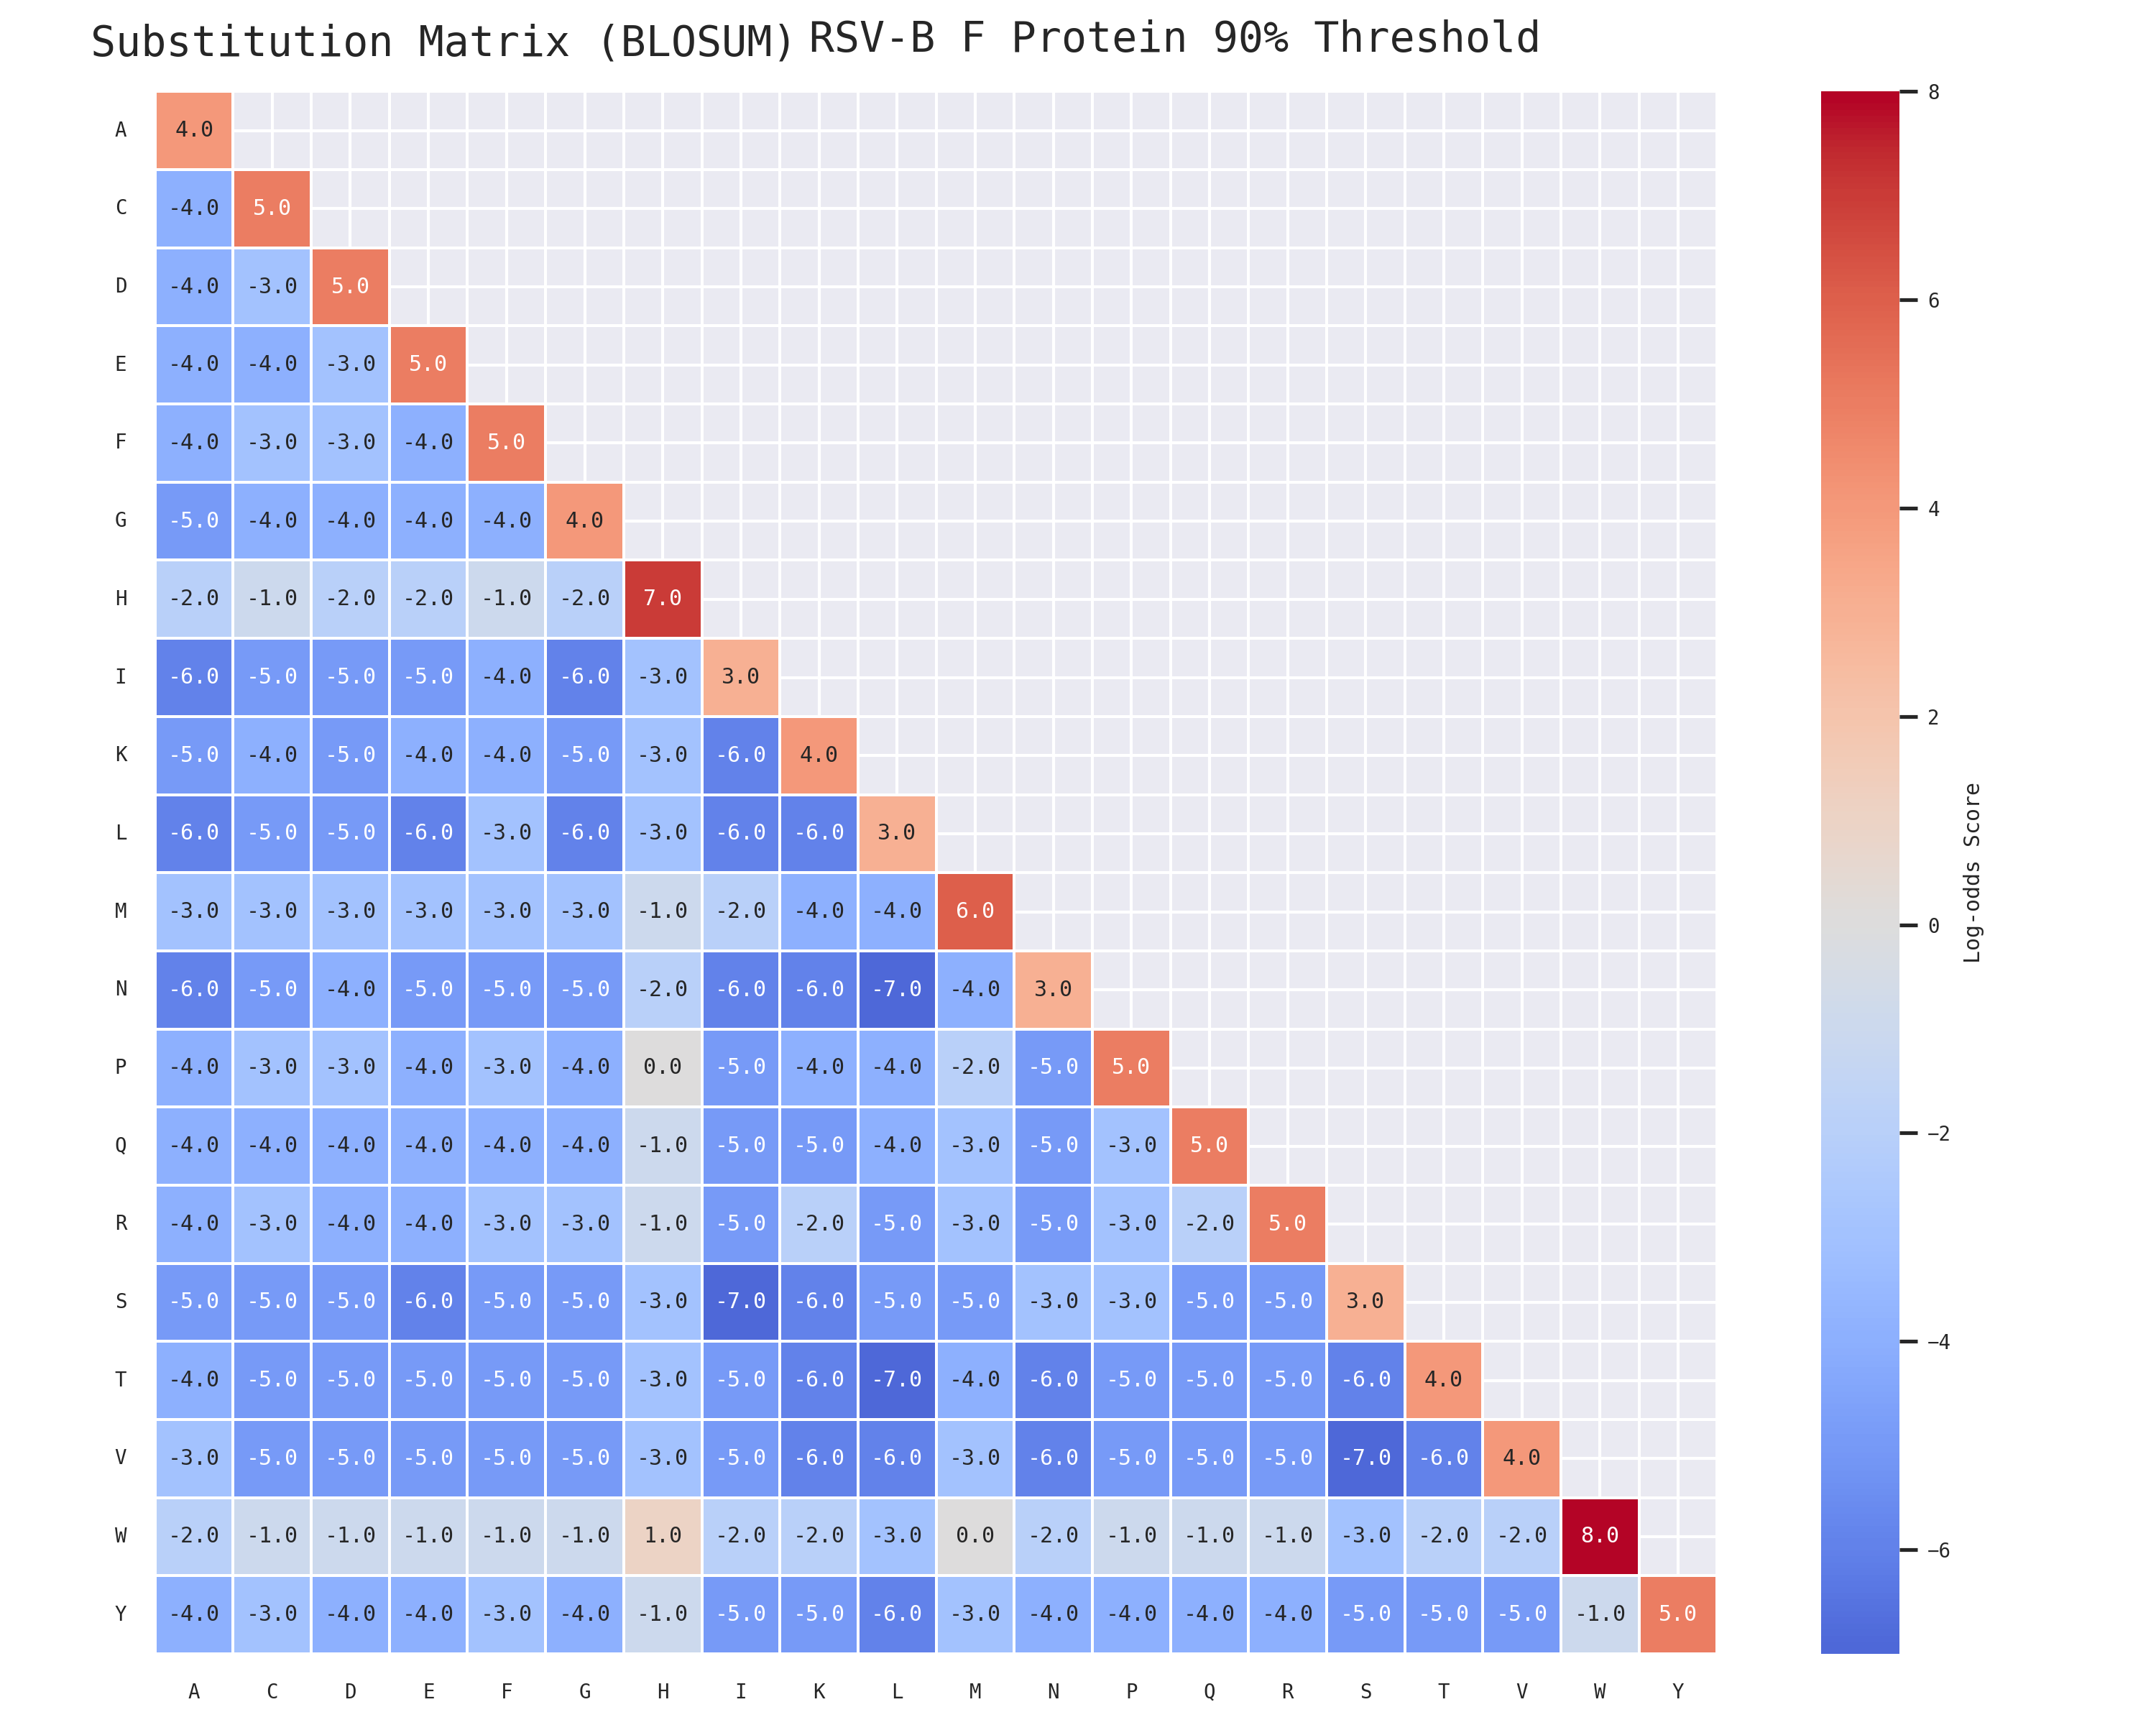 Substitution Matrix (BLOSUM) RSV-B F Protein 90% Threshold
A 4.0
C -4.0 5.0
D -4.0 -3.0 5.0
E -4.0 -4.0 -3.0 5.0
F -4.0 -3.0 -3.0 -4.0 5.0
G -5.0 -4.0 -4.0 -4.0 -4.0 4.0
H -2.0 -1.0 -2.0 -2.0 -1.0 -2.0 7.0
I -6.0 -5.0 -5.0 -5.0 -4.0 -6.0 -3.0 3.0
K -5.0 -4.0 -5.0 -4.0 -4.0 -5.0 -3.0 -6.0 4.0
L -6.0 -5.0 -5.0 -6.0 -3.0 -6.0 -3.0 -6.0 -6.0 3.0
M -3.0 -3.0 -3.0 -3.0 -3.0 -3.0 -1.0 -2.0 -4.0 -4.0 6.0
N -6.0 -5.0 -4.0 -5.0 -5.0 -5.0 -2.0 -6.0 -6.0 -7.0 -4.0 3.0
P -4.0 -3.0 -3.0 -4.0 -3.0 -4.0 0.0 -5.0 -4.0 -4.0 -2.0 -5.0 5.0
Q -4.0 -4.0 -4.0 -4.0 -4.0 -4.0 -1.0 -5.0 -5.0 -4.0 -3.0 -5.0 -3.0 5.0
R -4.0 -3.0 -4.0 -4.0 -3.0 -3.0 -1.0 -5.0 -2.0 -5.0 -3.0 -5.0 -3.0 -2.0 5.0
S -5.0 -5.0 -5.0 -6.0 -5.0 -5.0 -3.0 -7.0 -6.0 -5.0 -5.0 -3.0 -3.0 -5.0 -5.0 3.0
T -4.0 -5.0 -5.0 -5.0 -5.0 -5.0 -3.0 -5.0 -6.0 -7.0 -4.0 -6.0 -5.0 -5.0 -5.0 -6.0 4.0
V -3.0 -5.0 -5.0 -5.0 -5.0 -5.0 -3.0 -5.0 -6.0 -6.0 -3.0 -6.0 -5.0 -5.0 -5.0 -7.0 -6.0 4.0
W -2.0 -1.0 -1.0 -1.0 -1.0 -1.0 1.0 -2.0 -2.0 -3.0 0.0 -2.0 -1.0 -1.0 -1.0 -3.0 -2.0 -2.0 8.0
Y -4.0 -3.0 -4.0 -4.0 -3.0 -4.0 -1.0 -5.0 -5.0 -6.0 -3.0 -4.0 -4.0 -4.0 -4.0 -5.0 -5.0 -5.0 -1.0 5.0
A C D E F G H I K L M N P Q R S T V W Y
8
6
4
2
0
−2
−4
−6
Log-odds Score